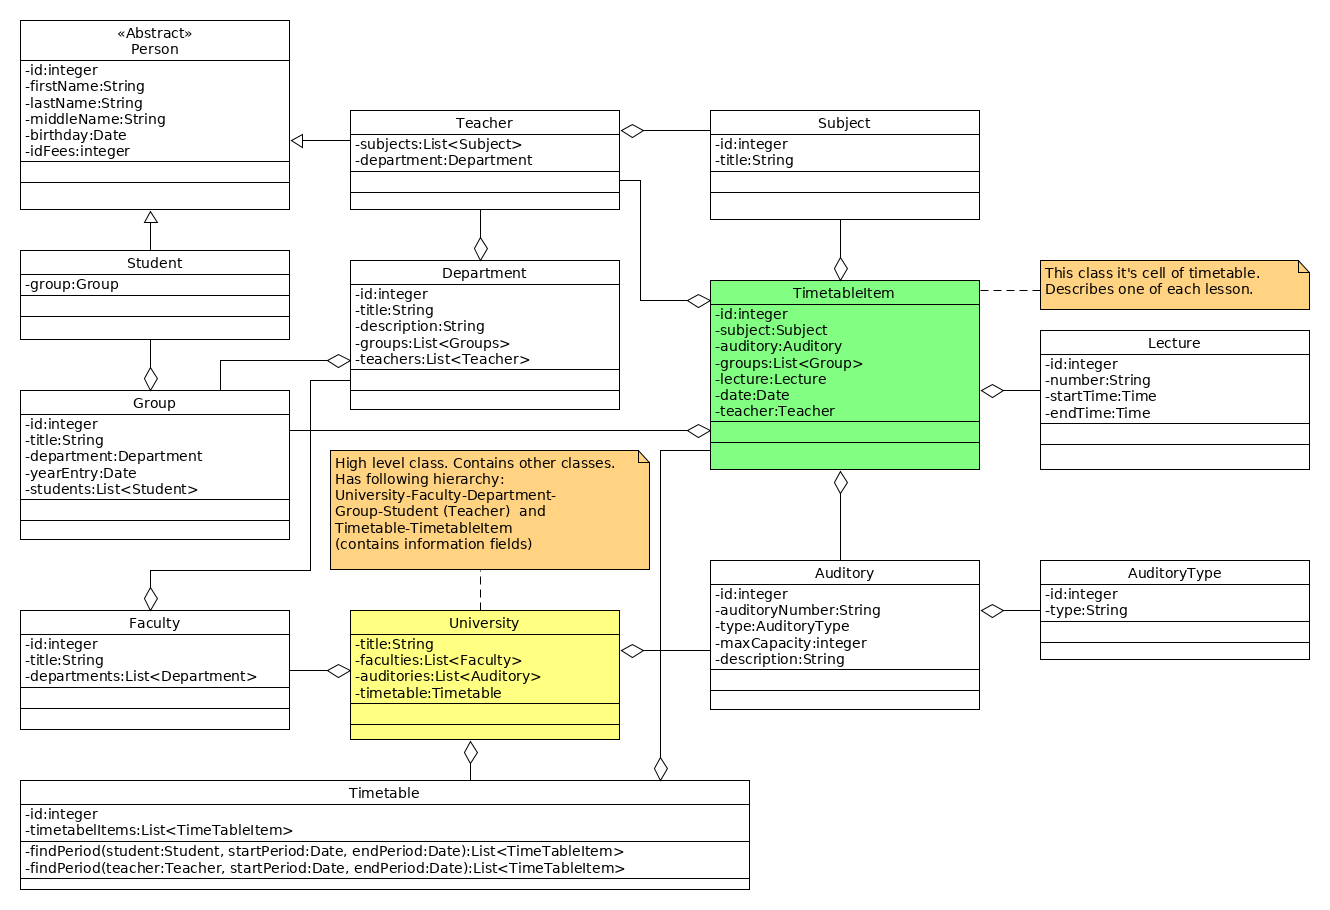 «Abstract»
Person
-id:integer
-firstName:String
-lastName:String
-middleName:String
-birthday:Date
-idFees:integer
Teacher
-subjects:List<Subject>
-department:Department
Subject
-id:integer
-title:String
Student
-group:Group
Department
-id:integer
-title:String
-description:String
-groups:List<Groups>
-teachers:List<Teacher>
TimetableItem
-id:integer
-subject:Subject
-auditory:Auditory
-groups:List<Group>
-lecture:Lecture
-date:Date
-teacher:Teacher
This class it's cell of timetable.
Describes one of each lesson.
Lecture
-id:integer
-number:String
-startTime:Time
-endTime:Time
Group
-id:integer
-title:String
-department:Department
-yearEntry:Date
-students:List<Student>
High level class. Contains other classes.
Has following hierarchy:
University-Faculty-Department-
Group-Student (Teacher)  and
Timetable-TimetableItem
(contains information fields)
Auditory
-id:integer
-auditoryNumber:String
-type:AuditoryType
-maxCapacity:integer
-description:String
AuditoryType
-id:integer
-type:String
Faculty
-id:integer
-title:String
-departments:List<Department>
University
-title:String
-faculties:List<Faculty>
-auditories:List<Auditory>
-timetable:Timetable
Timetable
-id:integer
-timetabelItems:List<TimeTableItem>
-findPeriod(student:Student, startPeriod:Date, endPeriod:Date):List<TimeTableItem>
-findPeriod(teacher:Teacher, startPeriod:Date, endPeriod:Date):List<TimeTableItem>